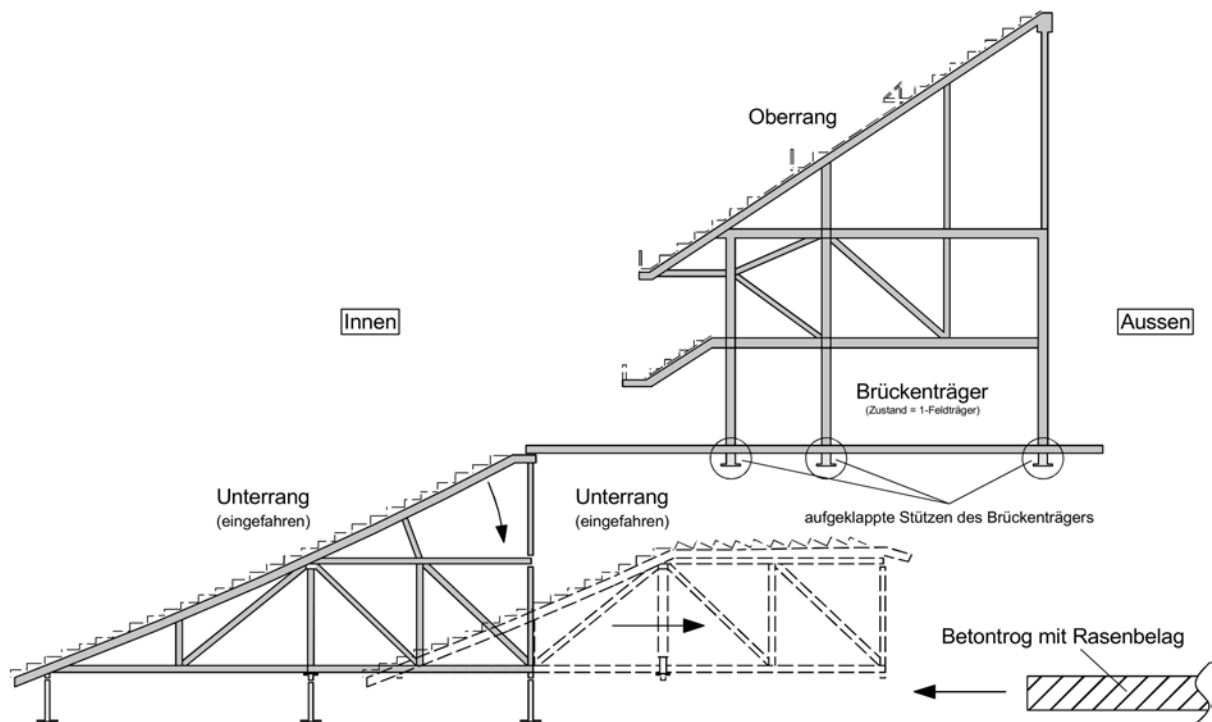 Oberrang
Innen
Aussen
Brückenträger
(Zustand = 1-Feldträger)
Unterrang
(eingefahren)
Unterrang
(eingefahren)
aufgeklappte Stützen des Brückenträgers
Betontrog mit Rasenbelag